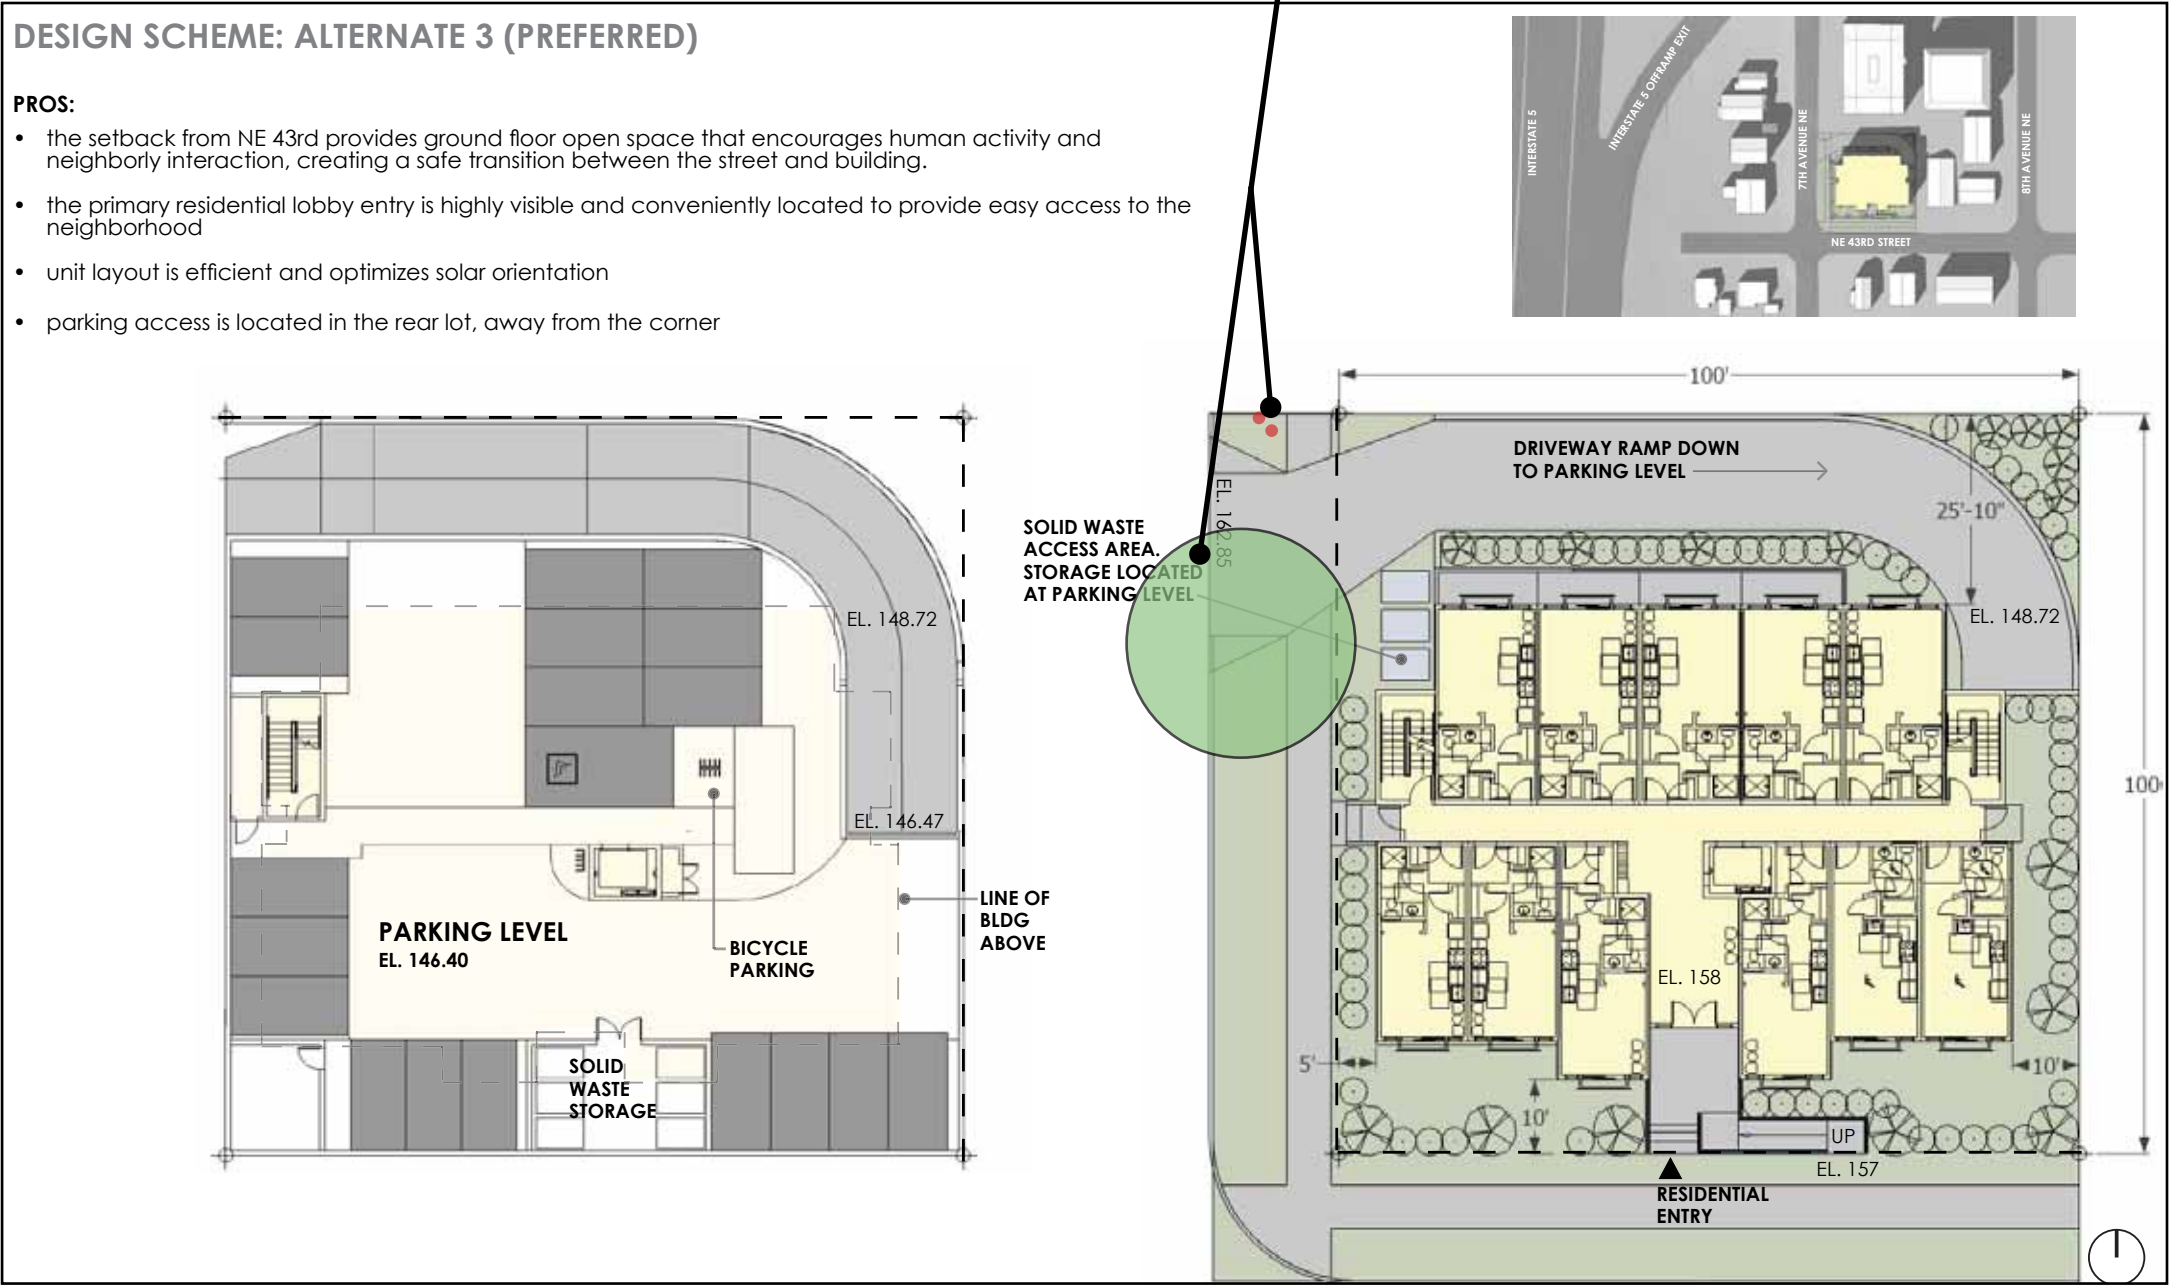 DESIGN SCHEME: ALTERNATE 3 (PREFERRED)
PROS:
• the setback from NE 43rd provides ground floor open space that encourages human activity and
neighborly interaction, creating a safe transition between the street and building.
• the primary residential lobby entry is highly visible and conveniently located to provide easy access to the
neighborhood
• unit layout is efficient and optimizes solar orientation
• parking access is located in the rear lot, away from the corner
INTERSTATE 5
INTERSTATE 5 OFFRAMP EXIT
7TH AVENUE NE
8TH AVENUE NE
NE 43RD STREET
EL. 148.72
EL. 146.47
PARKING LEVEL
EL. 146.40
BICYCLE
PARKING
LINE OF
BLDG
ABOVE
SOLID
WASTE
STORAGE
100'
DRIVEWAY RAMP DOWN
TO PARKING LEVEL
25'-10"
EL. 162.85
SOLID WASTE
ACCESS AREA.
STORAGE LOCATED
AT PARKING LEVEL
EL. 148.72
100'
EL. 158
5'
10'
10'
UP
EL. 157
RESIDENTIAL
ENTRY